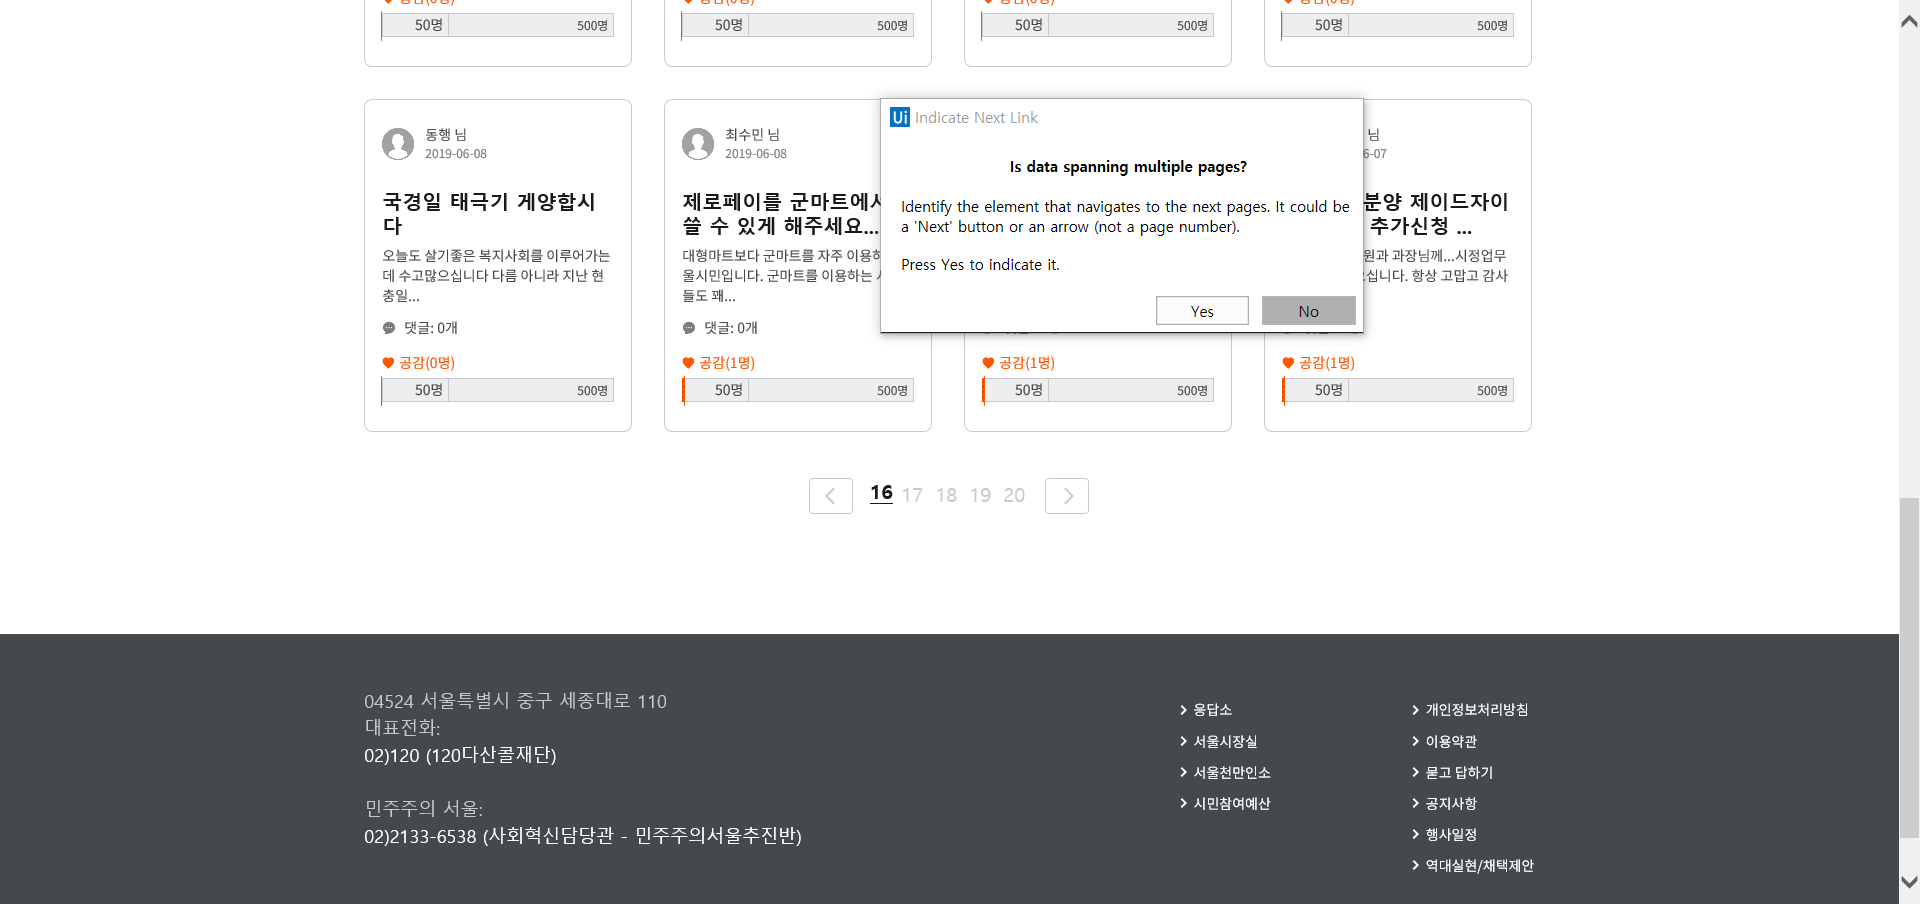 50명 500명
50명 500명
50명 500명
50명 500명
동행 님
2019-06-08
국경일 태극기 게양합시
다
오늘도 살기좋은 복지사회를 이루어가는
데 수고많으십니다 다름 아니라 지난 현
충일...
댓글: 0개
공감(0명)
50명 500명
최수민 님
2019-06-08
제로페이를 군마트에서
쓸 수 있게 해주세요...
대형마트보다 군마트를 자주 이용하
울시민입니다. 군마트를 이용하는
들도 꽤...
댓글: 0개
공감(1명)
50명 500명
Ui Indicate Next Link
Is data spanning multiple pages?
Identify the element that navigates to the next pages. It could be
a 'Next' button or an arrow (not a page number).
Press Yes to indicate it.
Yes No
공감(1명)
50명 500명
님
6-07
분양 제이드자이
추가신청 ...
원과 과장님께...시정업무
십니다. 항상 고맙고 감사
공감(1명)
50명 500명
16 17 18 19 20
04524 서울특별시 중구 세종대로 110
대표전화:
02)120 (120다산콜재단)
민주주의 서울:
02)2133-6538 (사회혁신담당관 - 민주주의서울추진반)
응답소
서울시장실
서울천만인소
시민참여예산
개인정보처리방침
이용약관
묻고 답하기
공지사항
행사일정
역대실현/채택제안